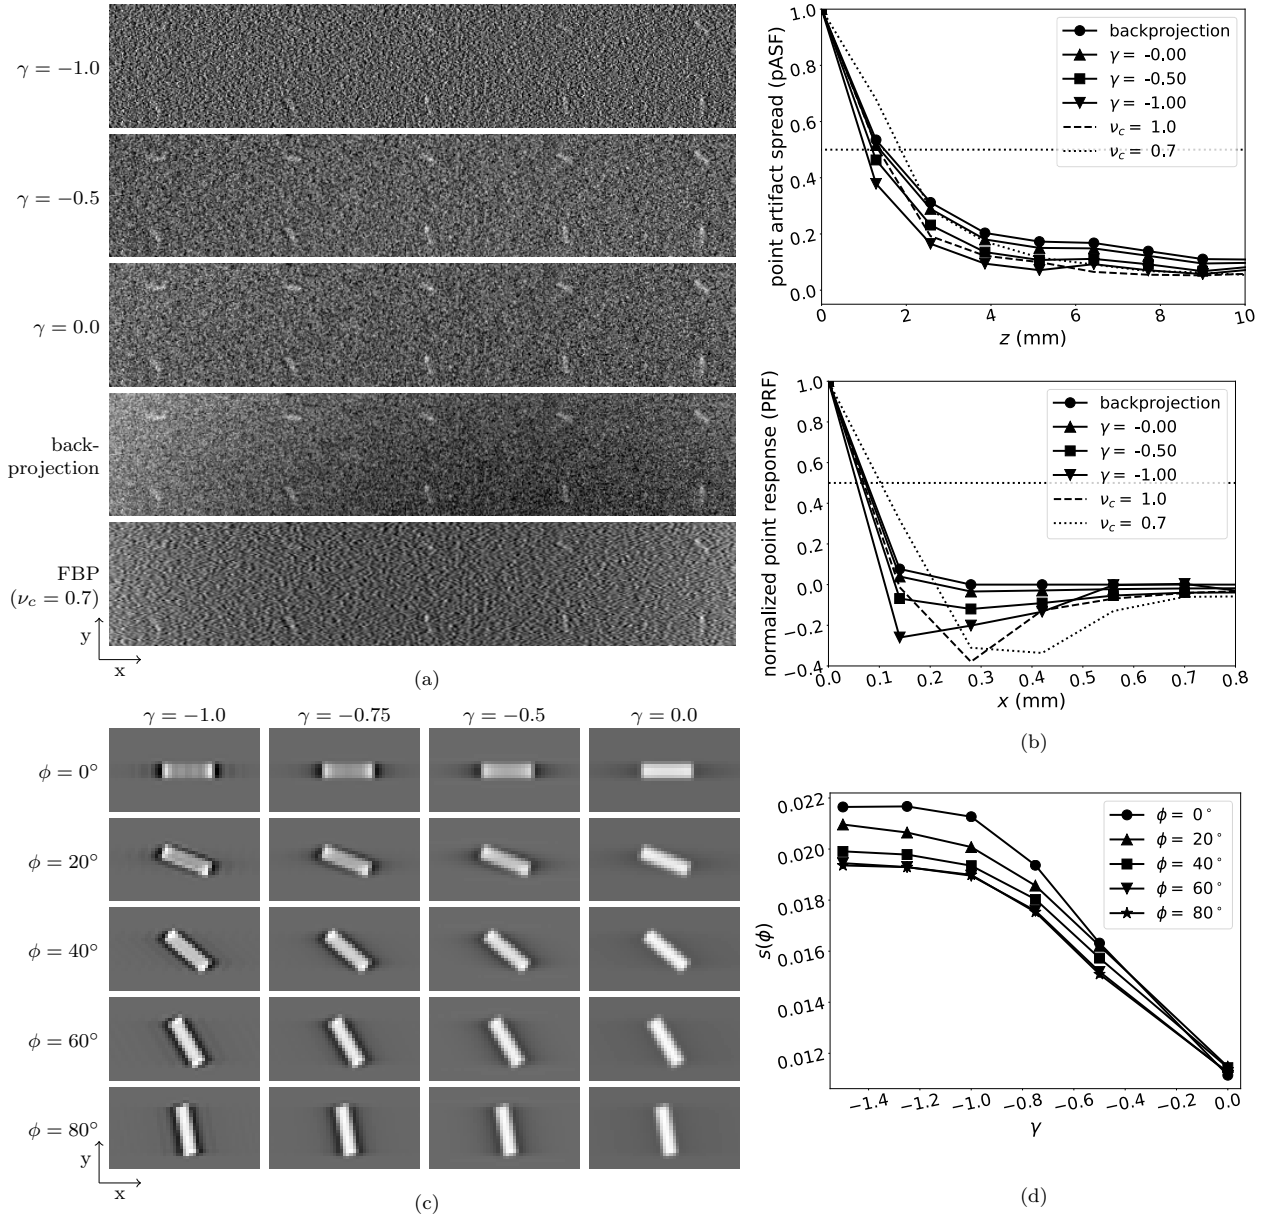 γ = −1.0
γ = −0.5
γ = 0.0
back-
projection
FBP
(ν_c = 0.7)
y
x
(a)
point artifact spread (pASF)
1.0
0.8
0.6
0.4
0.2
0.0
backprojection
γ = -0.00
γ = -0.50
γ = -1.00
ν_c = 1.0
ν_c = 0.7
0 2 4 6 8 10
z (mm)
normalized point response (PRF)
1.0
0.8
0.6
0.4
0.2
0.0
−0.2
−0.4
backprojection
γ = -0.00
γ = -0.50
γ = -1.00
ν_c = 1.0
ν_c = 0.7
0.0 0.1 0.2 0.3 0.4 0.5 0.6 0.7 0.8
x (mm)
(b)
γ = −1.0 γ = −0.75 γ = −0.5 γ = 0.0
ϕ = 0°
ϕ = 20°
ϕ = 40°
ϕ = 60°
ϕ = 80°
y
x
(c)
s(ϕ)
0.022
0.020
0.018
0.016
0.014
0.012
ϕ = 0°
ϕ = 20°
ϕ = 40°
ϕ = 60°
ϕ = 80°
−1.4 −1.2 −1.0 −0.8 −0.6 −0.4 −0.2 0.0
γ
(d)